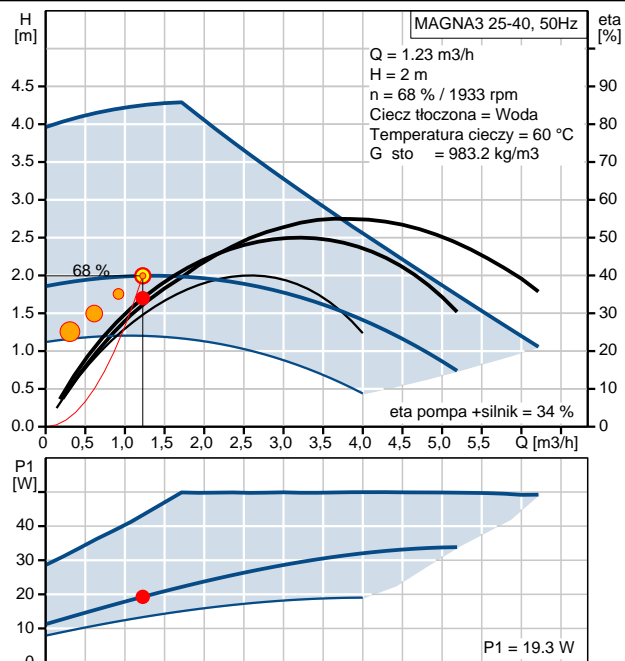 H
[m]
MAGNA3 25-40, 50Hz
eta
[%]
Q = 1.23 m3/h
H = 2 m
n = 68 % / 1933 rpm
Ciecz tłoczona = Woda
Temperatura cieczy = 60 °C
G sto = 983.2 kg/m3
4.5
4.0
3.5
3.0
2.5
2.0
1.5
1.0
0.5
0.0
90
80
70
60
50
40
30
20
10
0
68 %
eta pompa +silnik = 34 %
0 0,5 1,0 1,5 2,0 2,5 3,0 3,5 4,0 4,5 5,0 5,5 Q [m3/h]
P1
[W]
40
30
20
10
0
P1 = 19.3 W